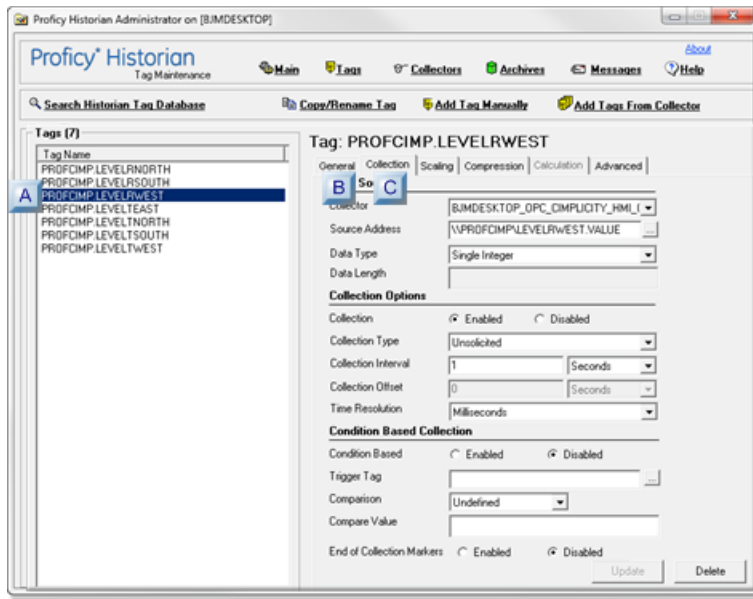 Proficy Historian Administrator on [BJMDESKTOP]
About
Proficy* Historian
Tag Maintenance
Main Tags Collectors Archives Messages Help
Search Historian Tag Database Copy/Rename Tag Add Tag Manually Add Tags From Collector
Tags (7)
Tag Name
PROFCIMP.LEVELRNORTH
PROFCIMP.LEVELRSOUTH
PROFCIMP.LEVELRWEST
PROFCIMP.LEVELTEAST
PROFCIMP.LEVELTNORTH
PROFCIMP.LEVELTSOUTH
PROFCIMP.LEVELTWEST
A
Tag: PROFCIMP.LEVELRWEST
General Collection Scaling Compression Calculation Advanced
B C
Collector BJMDESKTOP_OPC_CIMPLICITY_HMI_(
Source Address \\PROFCIMP\LEVELRWEST.VALUE ...
Data Type Single Integer
Data Length
Collection Options
Collection Enabled Disabled
Collection Type Unsolicited
Collection Interval 1 Seconds
Collection Offset 0 Seconds
Time Resolution Milliseconds
Condition Based Collection
Condition Based Enabled Disabled
Trigger Tag ...
Comparison Undefined
Compare Value
End of Collection Markers Enabled Disabled
Update Delete